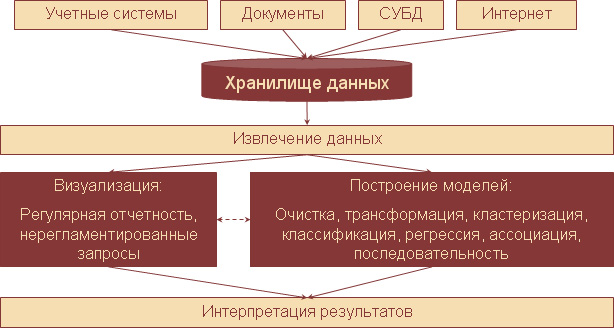 Учетные системы
Документы
СУБД
Интернет
Хранилище данных
Извлечение данных
Визуализация:
Регулярная отчетность,
нерегламентированные
запросы
Построение моделей:
Очистка, трансформация, кластеризация,
классификация, регрессия, ассоциация,
последовательность
Интерпретация результатов